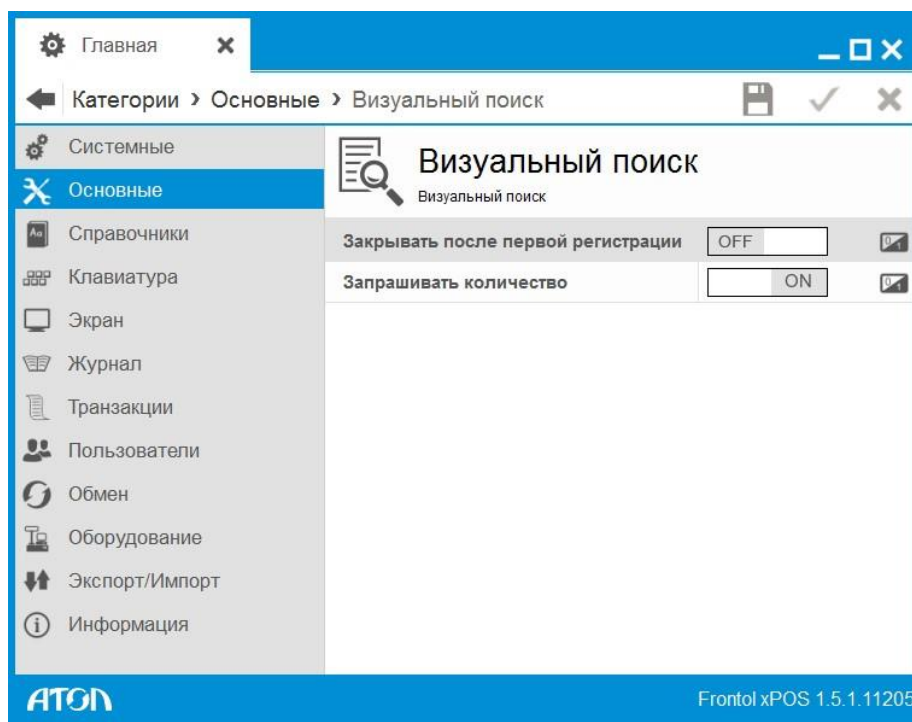 Главная
Категории › Основные › Визуальный поиск
Системные
Основные
Справочники
Клавиатура
Экран
Журнал
Транзакции
Пользователи
Обмен
Оборудование
Экспорт/Импорт
Информация
Визуальный поиск
Визуальный поиск
Закрывать после первой регистрации OFF
Запрашивать количество ON
ATOL
Frontol xPOS 1.5.1.11205